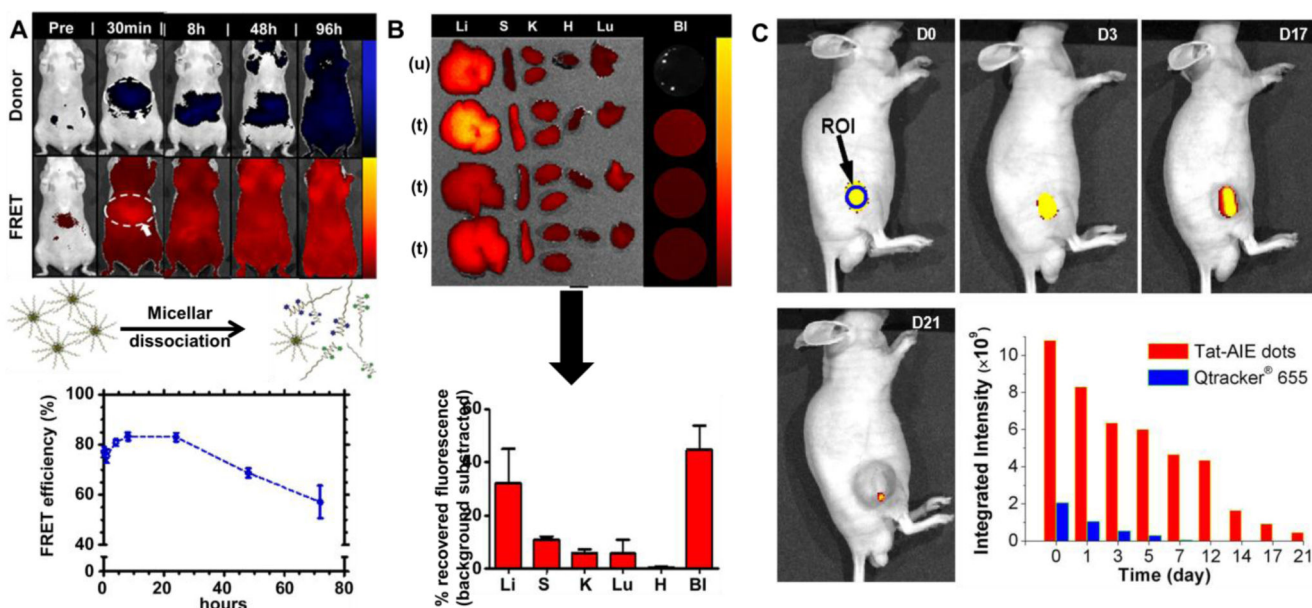 A
Pre | 30min || 8h | 48h | 96h
Donor
FRET
Micellar
dissociation
FRET efficiency (%)
100
80
60
40
0
0 20 40 60 80
hours
B
Li S K H Lu Bl
(u)
(t)
(t)
(t)
% recovered fluorescence
(background substracted)
60
40
20
0
Li S K Lu H Bl
C
D0
ROI
D3
D17
D21
Integrated Intensity (×10⁹)
10
8
6
4
2
0
Tat-AIE dots
Qtracker® 655
0 1 3 5 7 12 14 17 21
Time (day)